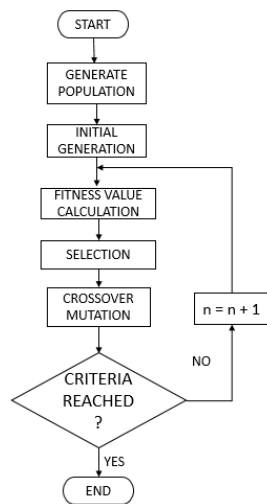 START
GENERATE
POPULATION
INITIAL
GENERATION
FITNESS VALUE
CALCULATION
SELECTION
CROSSOVER
MUTATION
n = n + 1
NO
CRITERIA
REACHED
?
YES
END